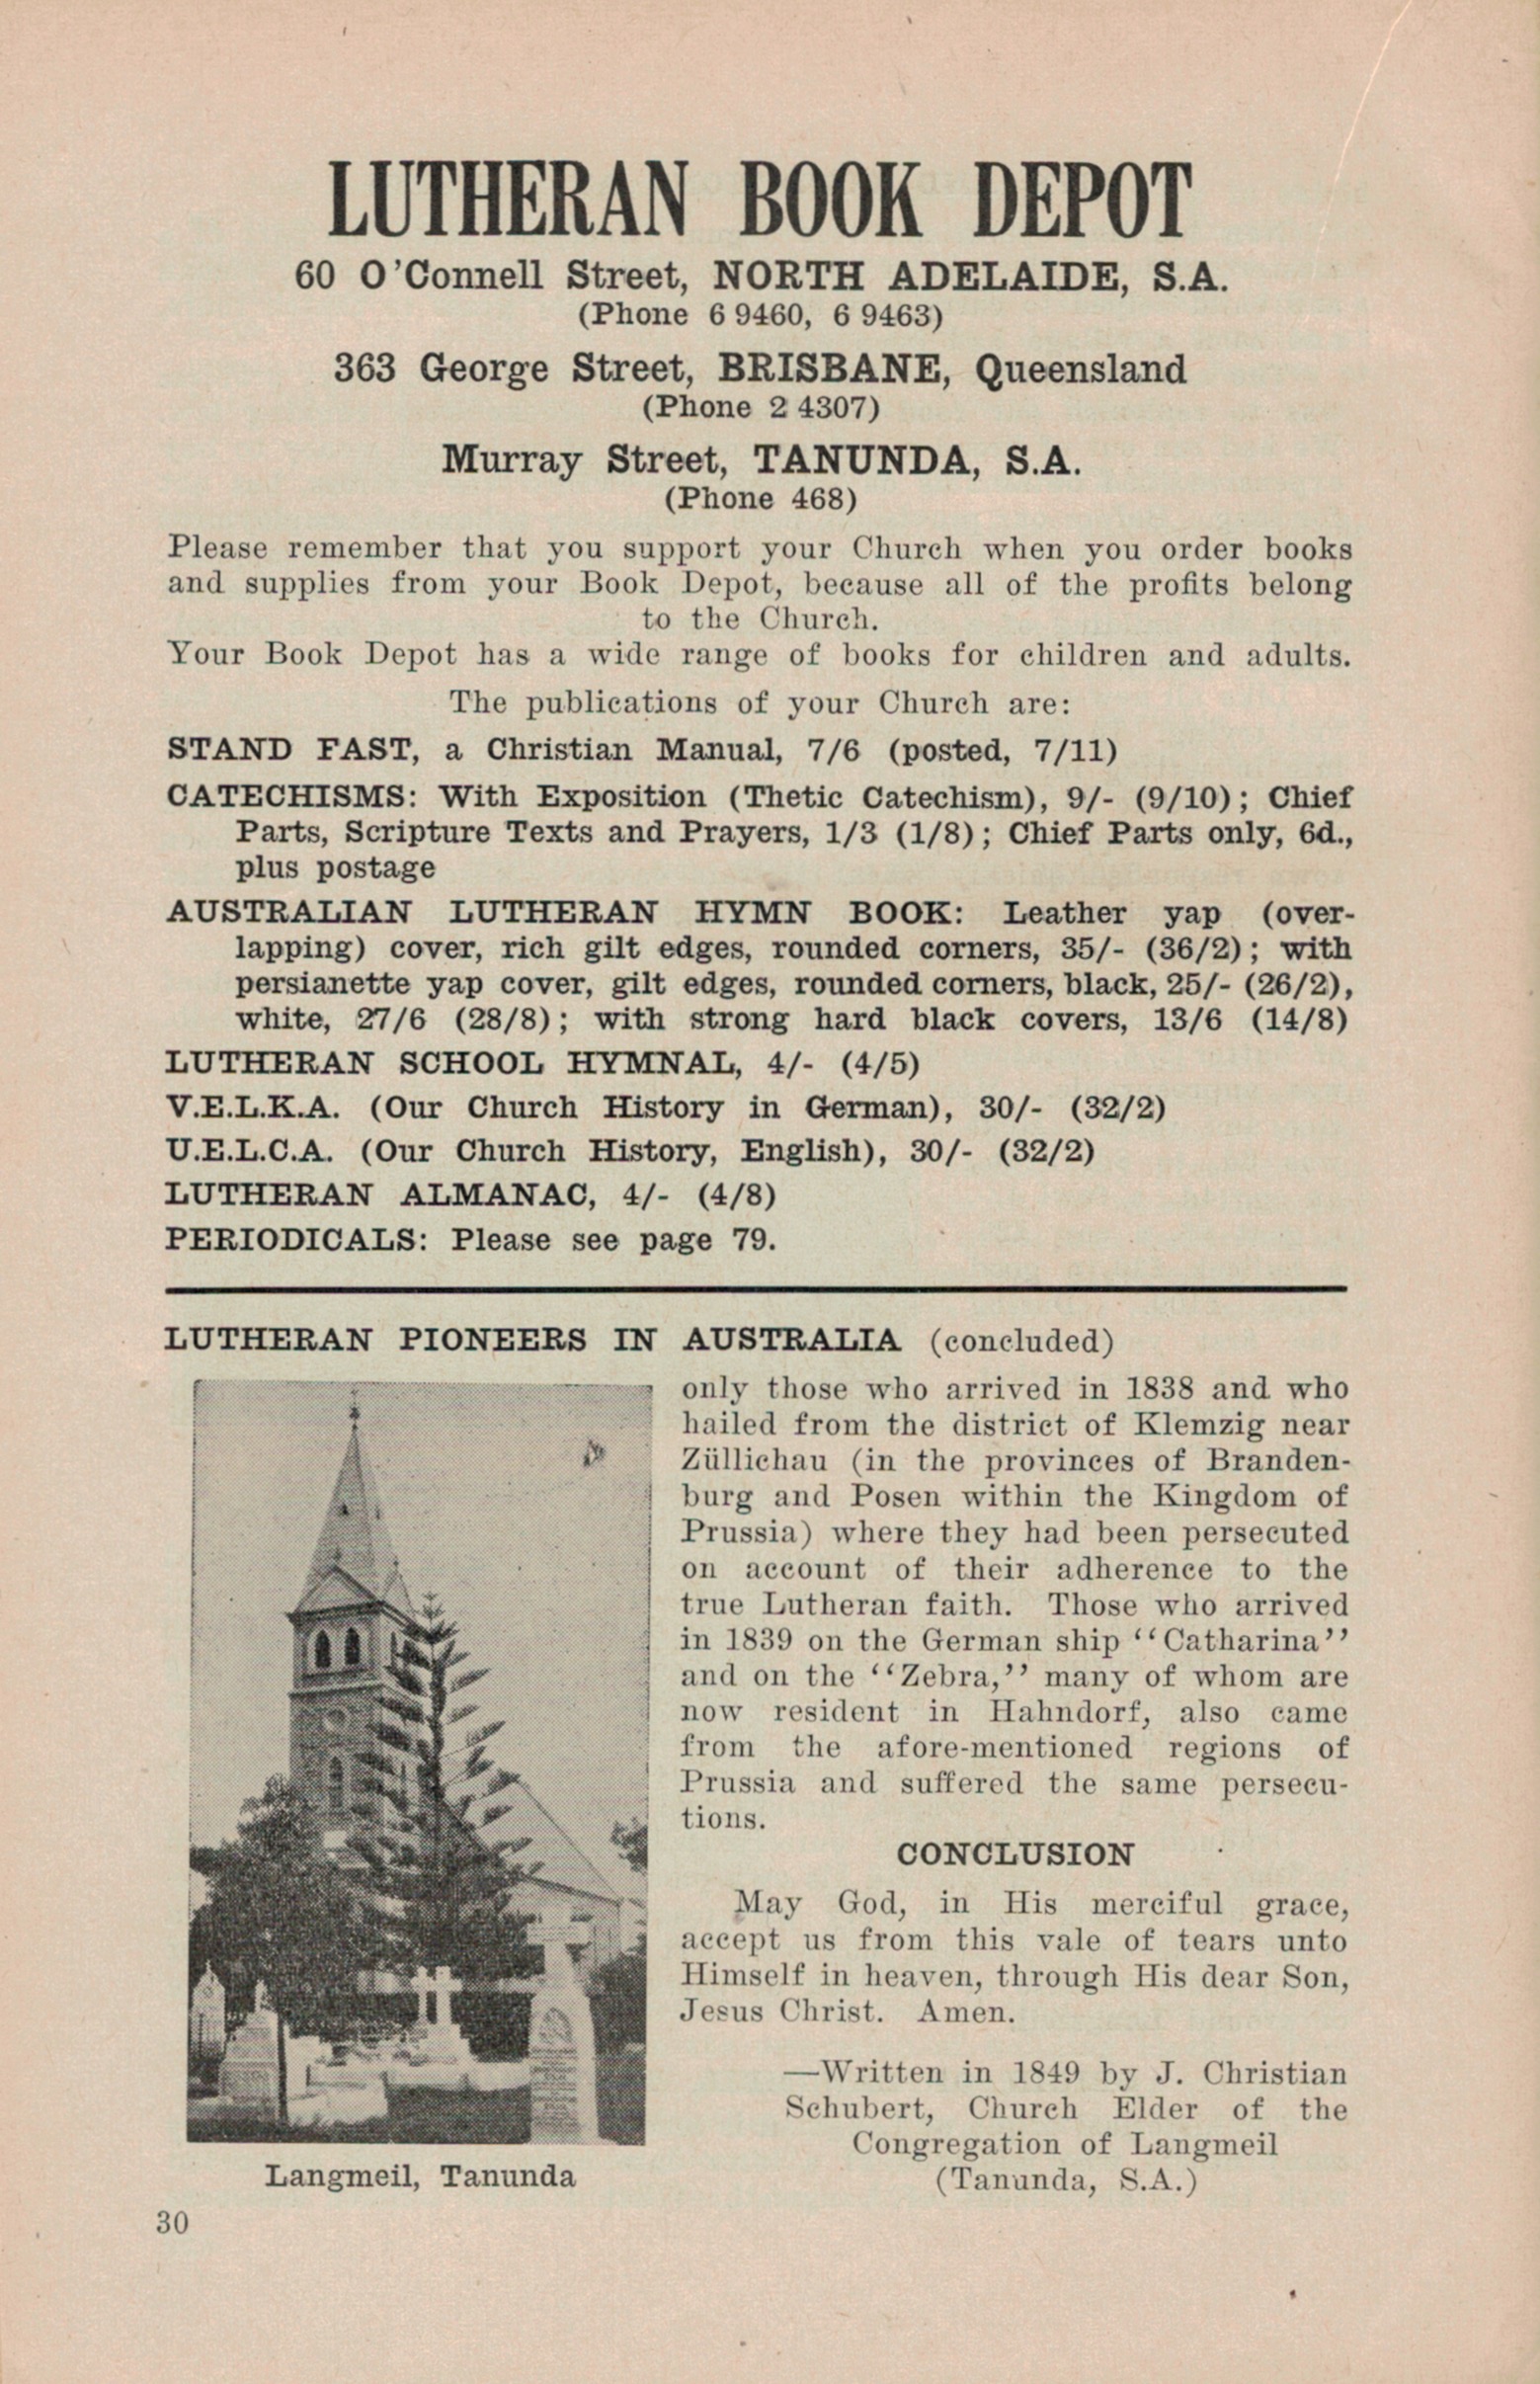 LUTHERAN BOOK DEPOT
60 O'Connell Street, NORTH ADELAIDE, S.A.
(Phone 6 9460, 6 9463)
363 George Street, BRISBANE, Queensland
(Phone 2 4307)
Murray Street, TANUNDA, S.A.
(Phone 468)
Please remember that you support your Church when you order books
and supplies from your Book Depot, because all of the profits belong
to the Church.
Your Book Depot has a wide range of books for children and adults.
The publications of your Church are:
STAND FAST, a Christian Manual, 7/6 (posted, 7/11)
CATECHISMS: With Exposition (Thetic Catechism), 9/- (9/10); Chief
Parts, Scripture Texts and Prayers, 1/3 (1/8); Chief Parts only, 6d.,
plus postage
AUSTRALIAN LUTHERAN HYMN BOOK: Leather yap (over-
lapping) cover, rich gilt edges, rounded corners, 35/- (36/2); with
persianette yap cover, gilt edges, rounded corners, black, 25/- (26/2),
white, 27/6 (28/8); with strong hard black covers, 13/6 (14/8)
LUTHERAN SCHOOL HYMNAL, 4/- (4/5)
V.E.L.K.A. (Our Church History in German), 30/- (32/2)
U.E.L.C.A. (Our Church History, English), 30/- (32/2)
LUTHERAN ALMANAC, 4/- (4/8)
PERIODICALS: Please see page 79.
LUTHERAN PIONEERS IN AUSTRALIA (concluded)
only those who arrived in 1838 and who
hailed from the district of Klemzig near
Züllichau (in the provinces of Branden-
burg and Posen within the Kingdom of
Prussia) where they had been persecuted
on account of their adherence to the
true Lutheran faith. Those who arrived
in 1839 on the German ship ''Catharina''
and on the ''Zebra,'' many of whom are
now resident in Hahndorf, also came
from the afore-mentioned regions of
Prussia and suffered the same persecu-
tions.
CONCLUSION
May God, in His merciful grace,
accept us from this vale of tears unto
Himself in heaven, through His dear Son,
Jesus Christ. Amen.
—Written in 1849 by J. Christian
Schubert, Church Elder of the
Congregation of Langmeil
(Tanunda, S.A.)
Langmeil, Tanunda
30